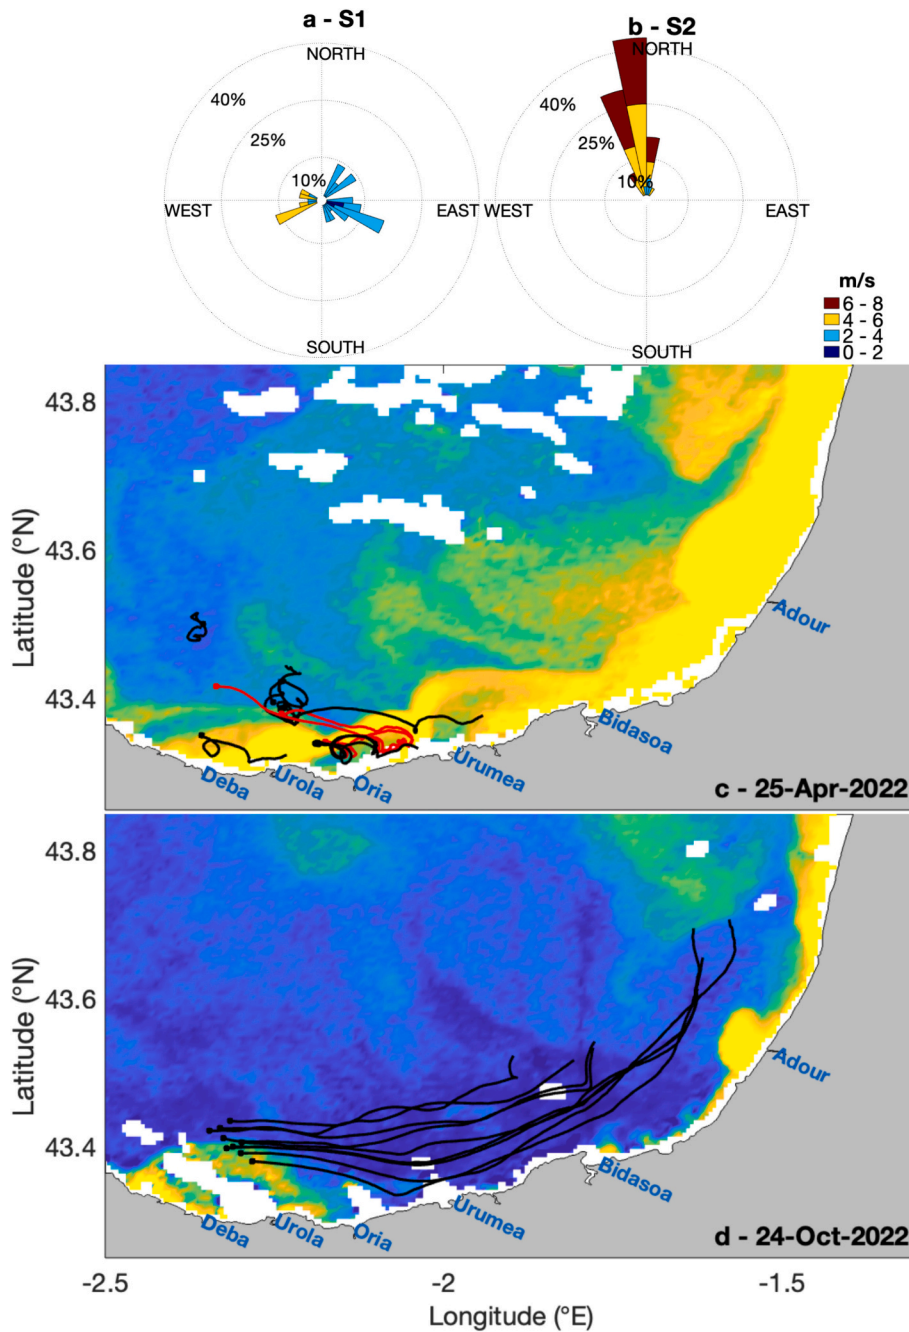 a - S1
b - S2
NORTH
NORTH
40%
40%
25%
25%
10%
10%
WEST
EAST
WEST
EAST
SOUTH
SOUTH
m/s
6 - 8
4 - 6
2 - 4
0 - 2
43.8
43.6
43.4
Latitude (°N)
Adour
Bidasoa
Urumea
Oria
Urola
Deba
c - 25-Apr-2022
43.8
43.6
43.4
Latitude (°N)
Adour
Bidasoa
Urumea
Oria
Urola
Deba
d - 24-Oct-2022
-2.5
-2
-1.5
Longitude (°E)